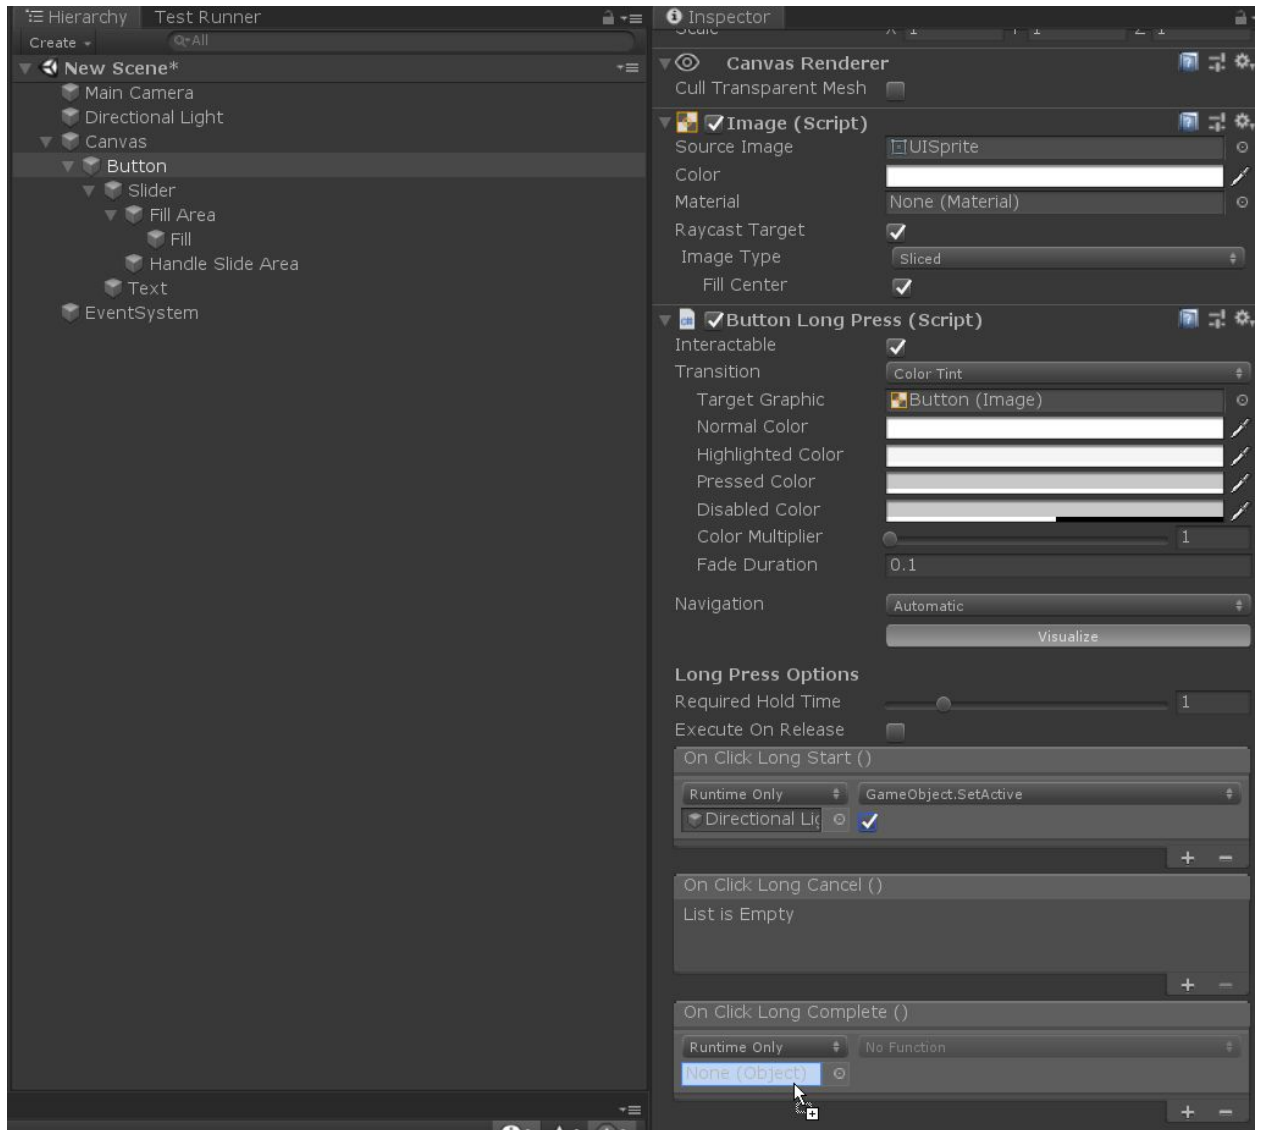 Hierarchy
Test Runner
Create
All
New Scene*
Main Camera
Directional Light
Canvas
Button
Slider
Fill Area
Fill
Handle Slide Area
Text
EventSystem
Inspector
Scale X 1 Y 1 Z 1
Canvas Renderer
Cull Transparent Mesh
Image (Script)
Source Image UISprite
Color
Material None (Material)
Raycast Target
Image Type Sliced
Fill Center
Button Long Press (Script)
Interactable
Transition Color Tint
Target Graphic Button (Image)
Normal Color
Highlighted Color
Pressed Color
Disabled Color
Color Multiplier 1
Fade Duration 0.1
Navigation Automatic
Visualize
Long Press Options
Required Hold Time 1
Execute On Release
On Click Long Start ()
Runtime Only GameObject.SetActive
Directional Lig
+ −
On Click Long Cancel ()
List is Empty
+ −
On Click Long Complete ()
Runtime Only No Function
None (Object)
+ −